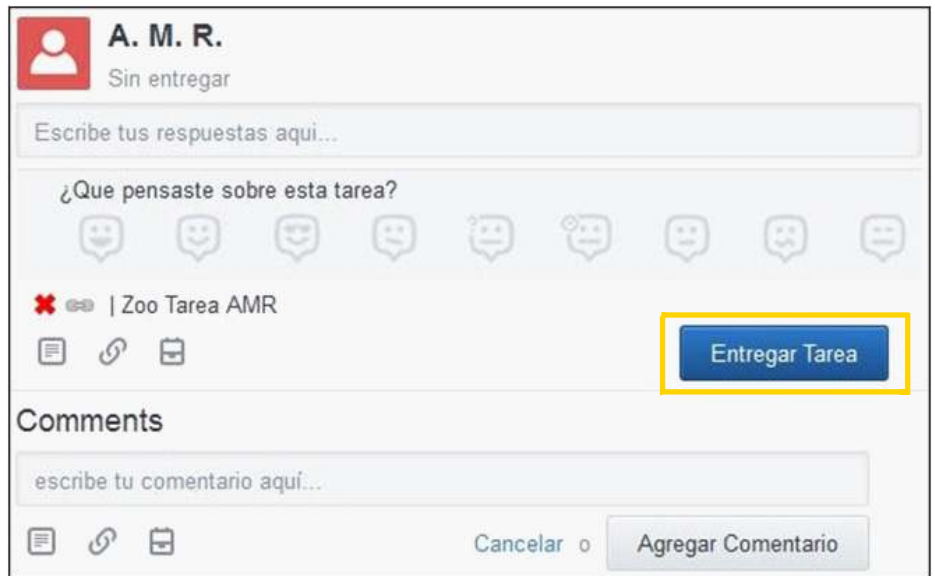 A. M. R.
Sin entregar
Escribe tus respuestas aqui...
¿Que pensaste sobre esta tarea?
| Zoo Tarea AMR
Entregar Tarea
Comments
escribe tu comentario aquí...
Cancelar o Agregar Comentario